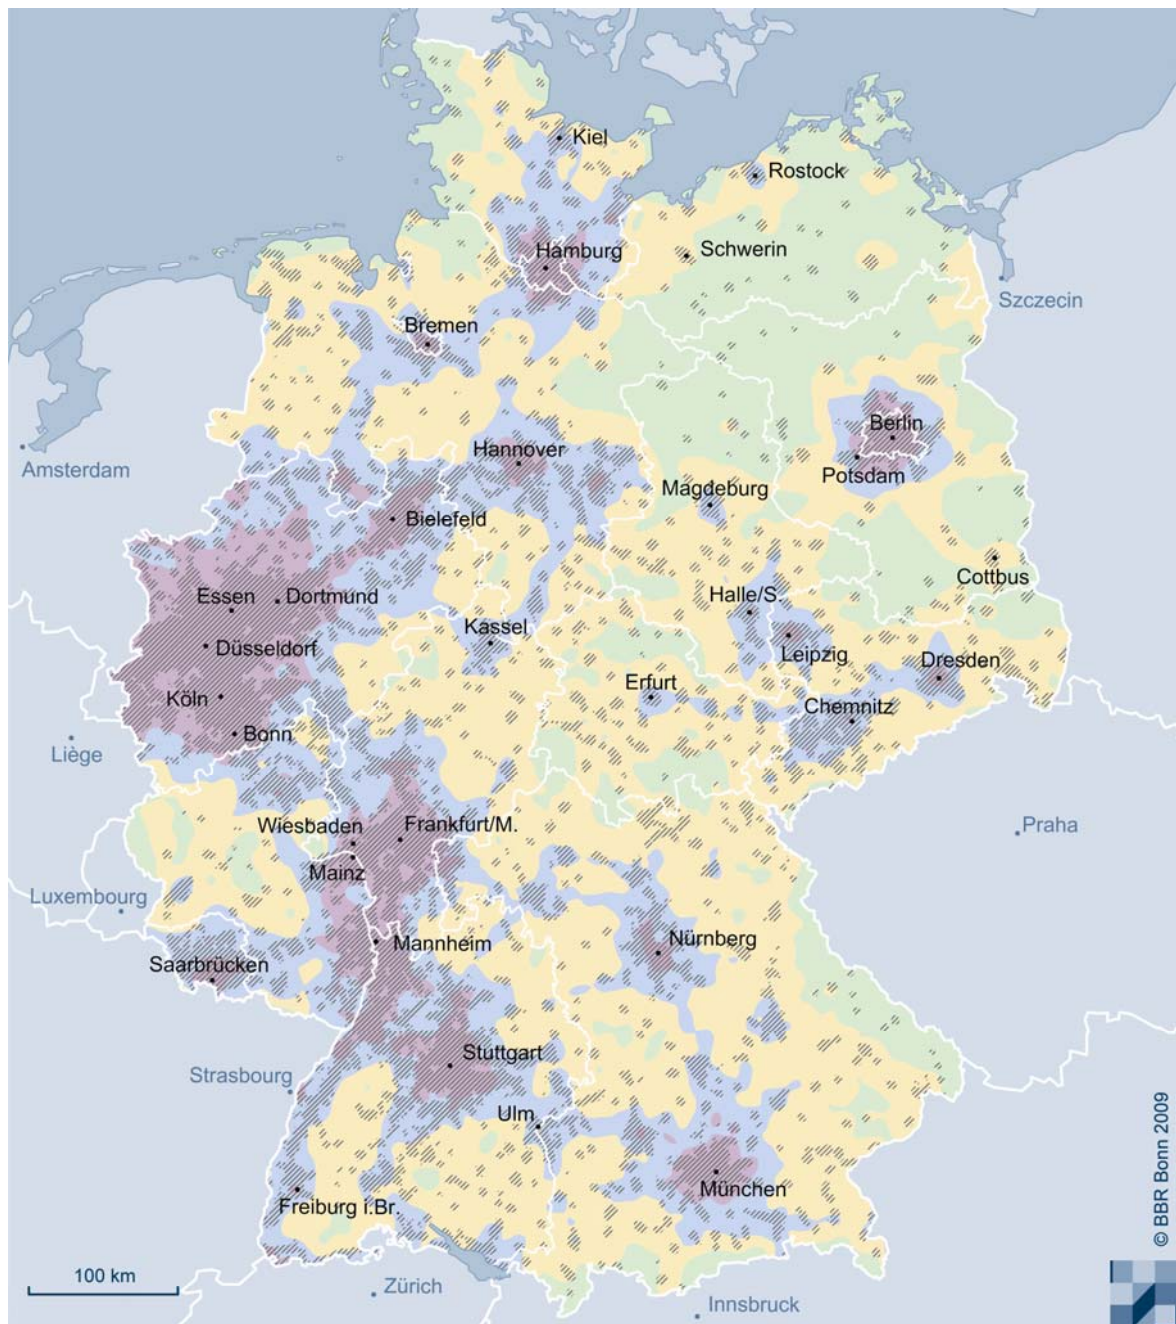 Kiel
Rostock
Hamburg
Schwerin
Szczecin
Bremen
Berlin
Hannover
Amsterdam
Potsdam
Magdeburg
Bielefeld
Cottbus
Essen
Dortmund
Halle/S.
Kassel
Düsseldorf
Leipzig
Dresden
Erfurt
Köln
Chemnitz
Bonn
Liège
Wiesbaden
Frankfurt/M.
Praha
Mainz
Luxembourg
Mannheim
Nürnberg
Saarbrücken
Stuttgart
Strasbourg
Ulm
München
Freiburg i.Br.
© BBR Bonn 2009
100 km
Zürich
Innsbruck